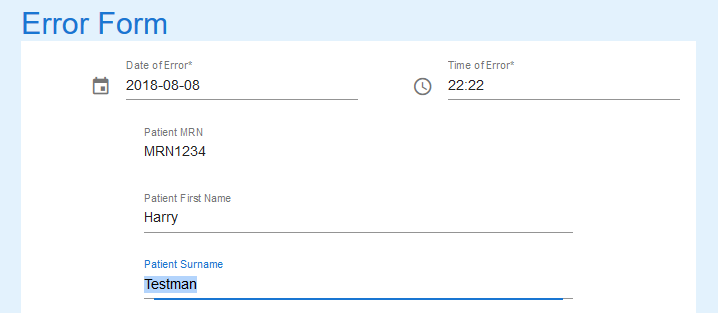 Error Form
Date of Error* Time of Error*
2018-08-08 22:22
Patient MRN
MRN1234
Patient First Name
Harry
Patient Surname
Testman